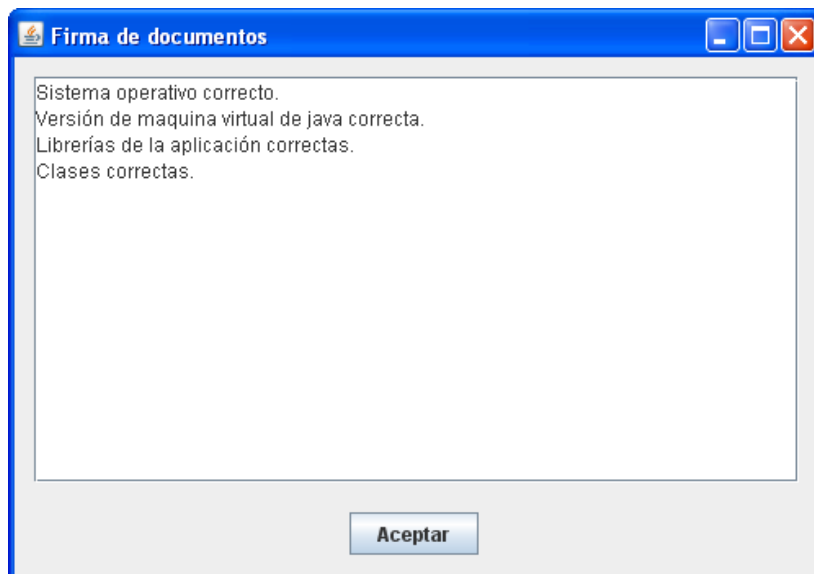 Firma de documentos
Sistema operativo correcto.
Versión de maquina virtual de java correcta.
Librerías de la aplicación correctas.
Clases correctas.
Aceptar